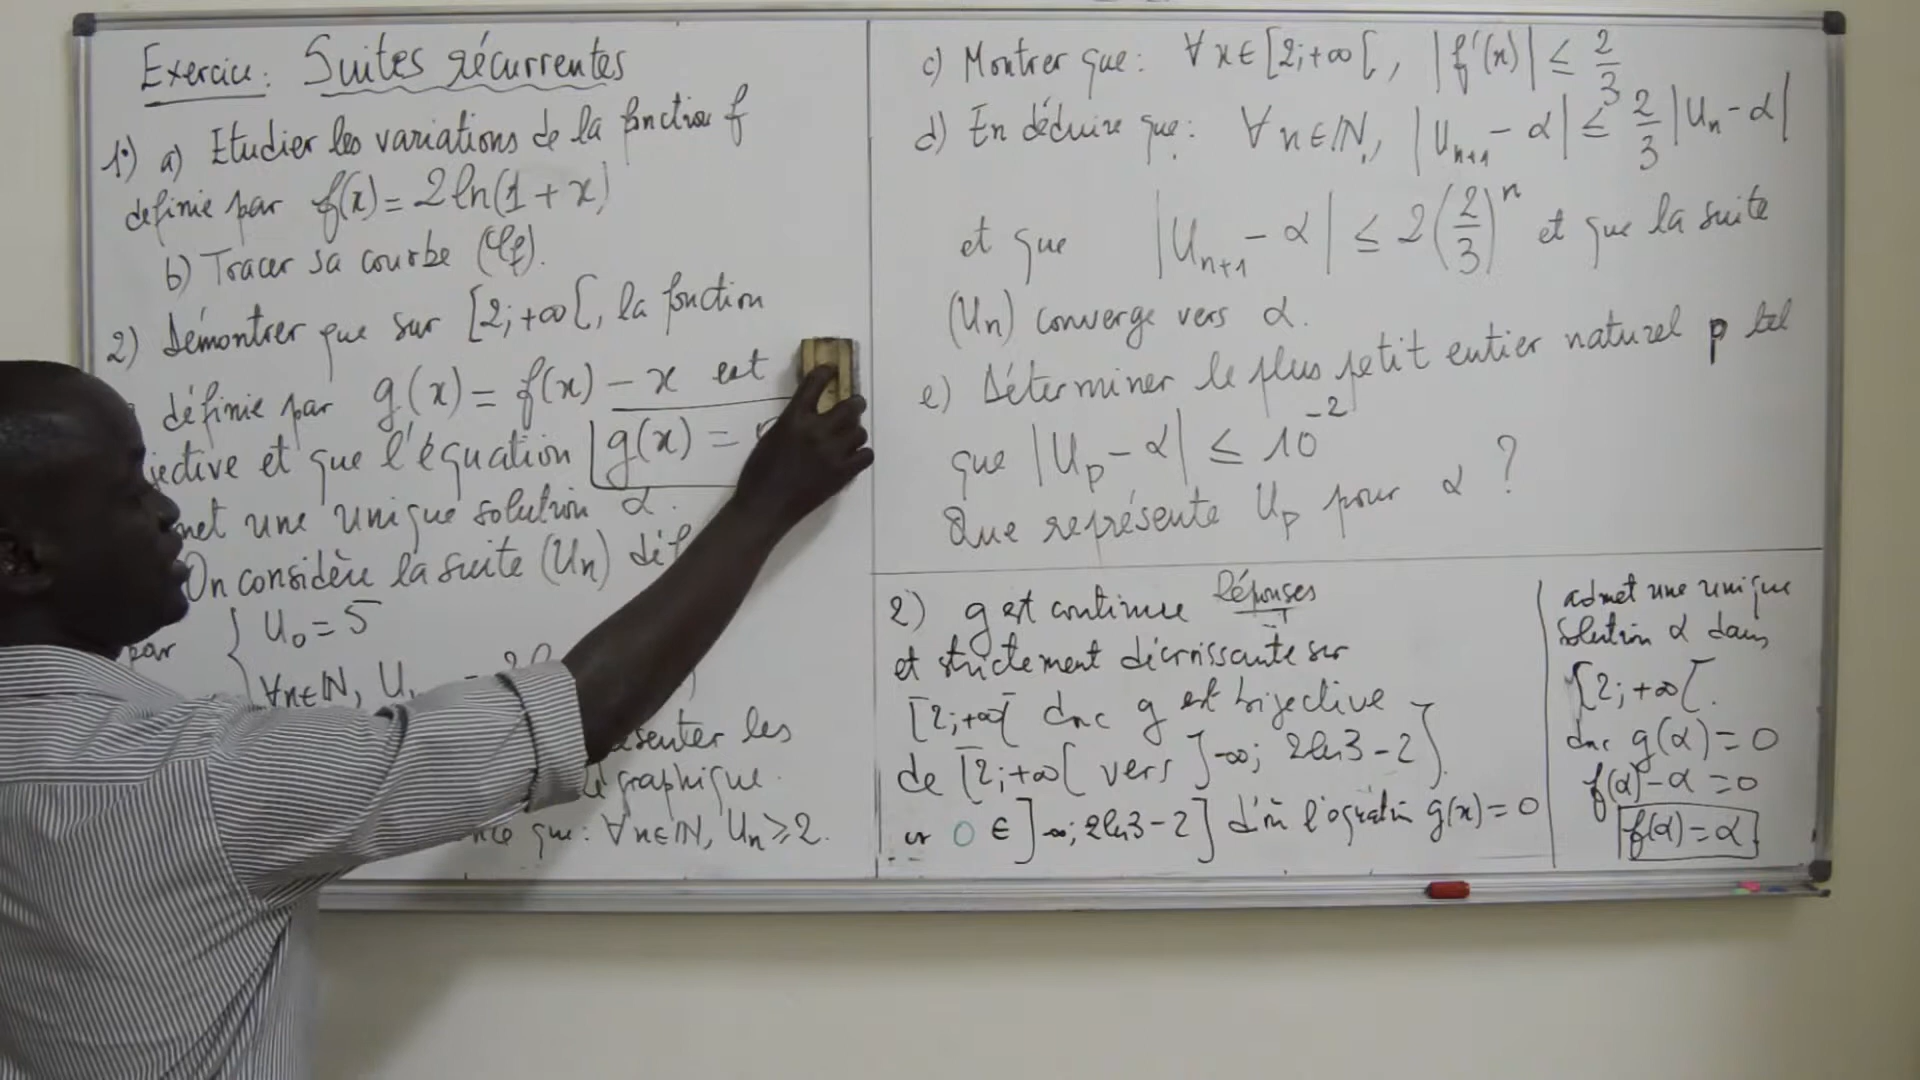 Exercice : Suites récurrentes
1°) a) Etudier les variations de la fonction f
définie par f(x) = 2ln(1+x)
b) Tracer sa courbe (Cf).
2) Démontrer que sur [2;+∞[, la fonction
définie par g(x) = f(x) - x est
jective et que l'équation g(x) =
met une unique solution α.
On considère la suite (Un) déf
par { U0 = 5
∀n∈IN, U
senter les
graphique.
que : ∀n∈IN, Un ≥ 2.
c) Montrer que : ∀x∈[2;+∞[, |f'(x)| ≤ 2/3
d) En déduire que : ∀n∈IN, |Un+1 - α| ≤ 2/3 |Un - α|
et que |Un+1 - α| ≤ 2(2/3)^n et que la suite
(Un) converge vers α.
e) Déterminer le plus petit entier naturel p tel
que |Up - α| ≤ 10^-2
Que représente Up pour α ?
Réponses
2) g est continue
et strictement décroissante sur
[2;+∞[ donc g est bijective
de [2;+∞[ vers ]-∞; 2ln3-2].
or 0 ∈ ]-∞; 2ln3-2] d'où l'équation g(x) = 0
admet une unique
solution α dans
[2;+∞[.
donc g(α) = 0
f(α) - α = 0
f(α) = α